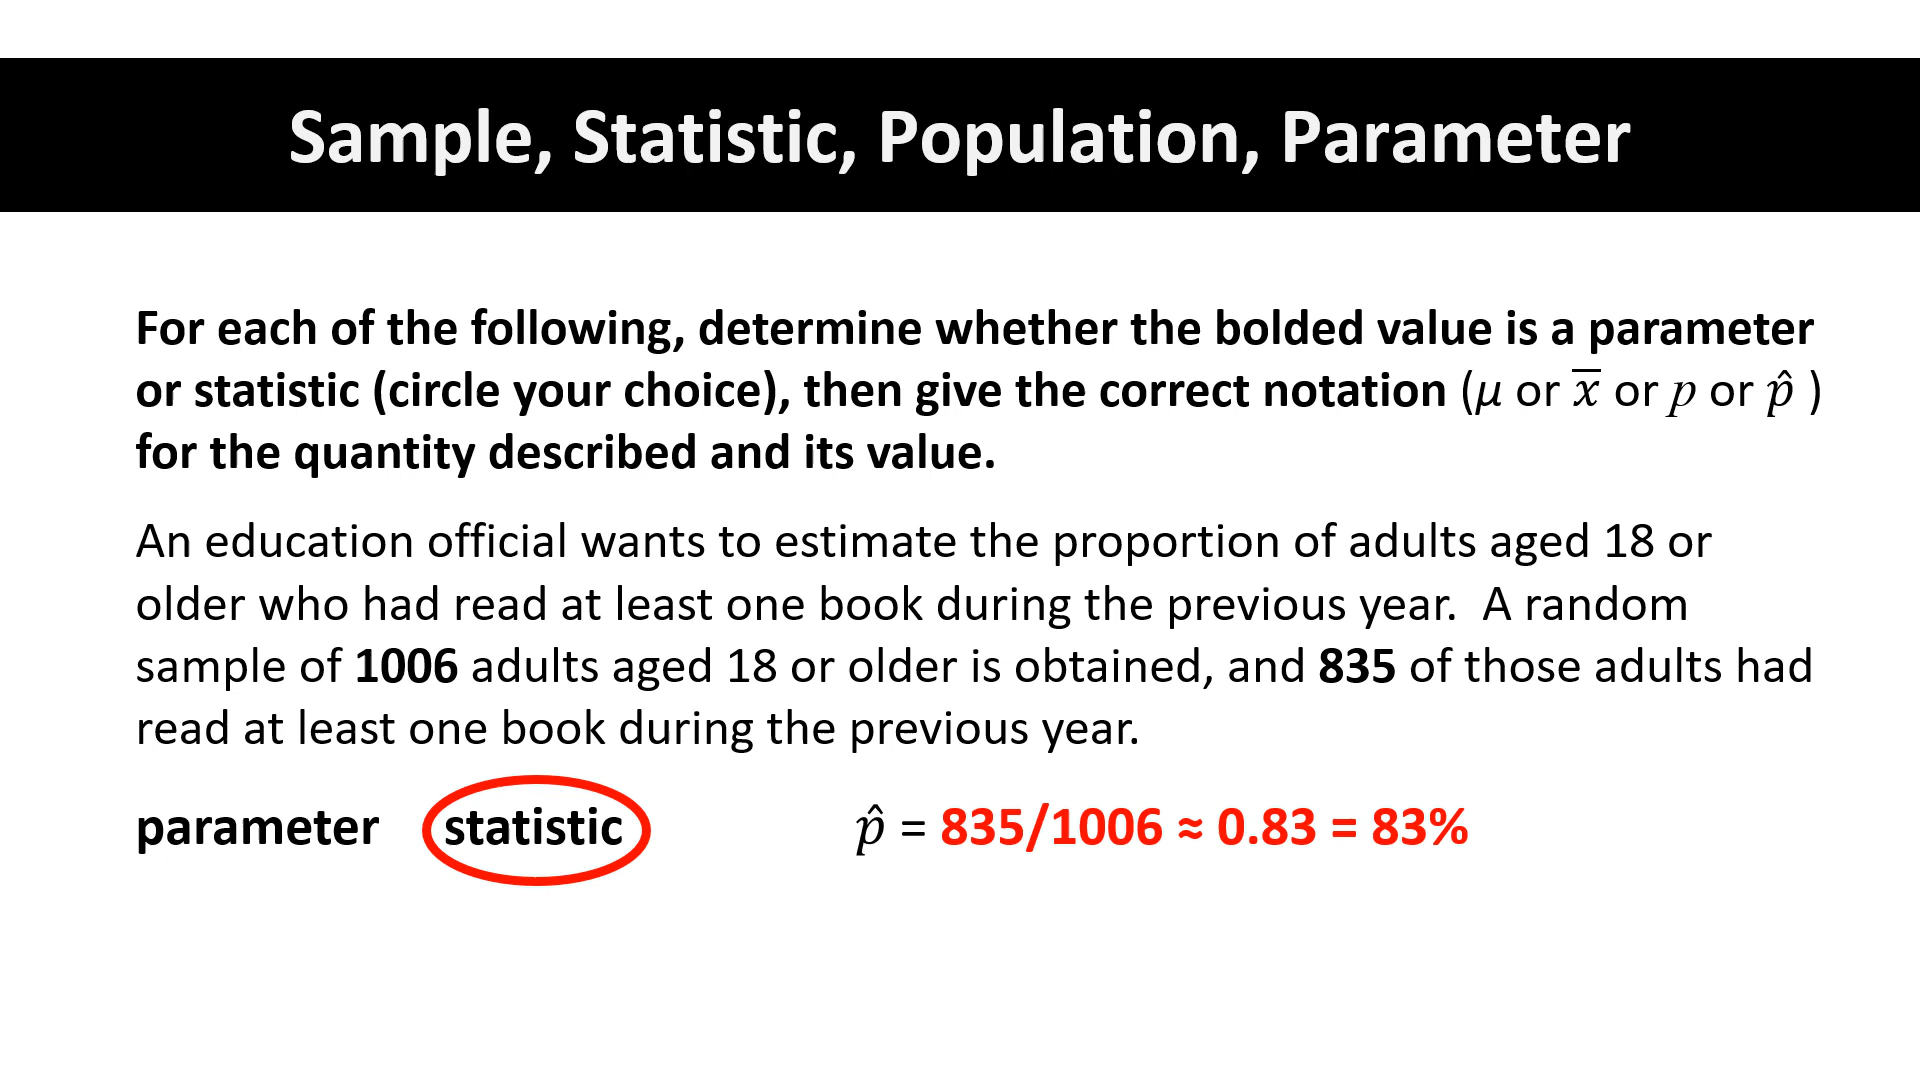 Sample, Statistic, Population, Parameter
For each of the following, determine whether the bolded value is a parameter
or statistic (circle your choice), then give the correct notation (μ or x̅ or p or p̂ )
for the quantity described and its value.
An education official wants to estimate the proportion of adults aged 18 or
older who had read at least one book during the previous year.  A random
sample of 1006 adults aged 18 or older is obtained, and 835 of those adults had
read at least one book during the previous year.
parameter statistic p̂ = 835/1006 ≈ 0.83 = 83%